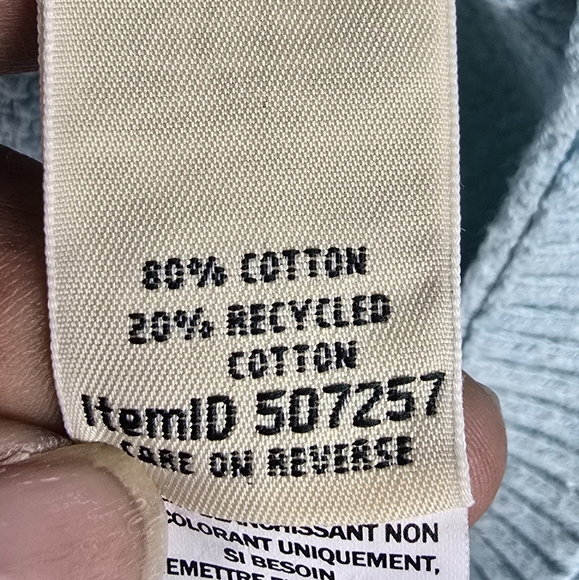 80% COTTON
20% RECYCLED
COTTON
ItemID 507257
CARE ON REVERSE
NON
COLORANT UNIQUEMENT,
SI BESOIN